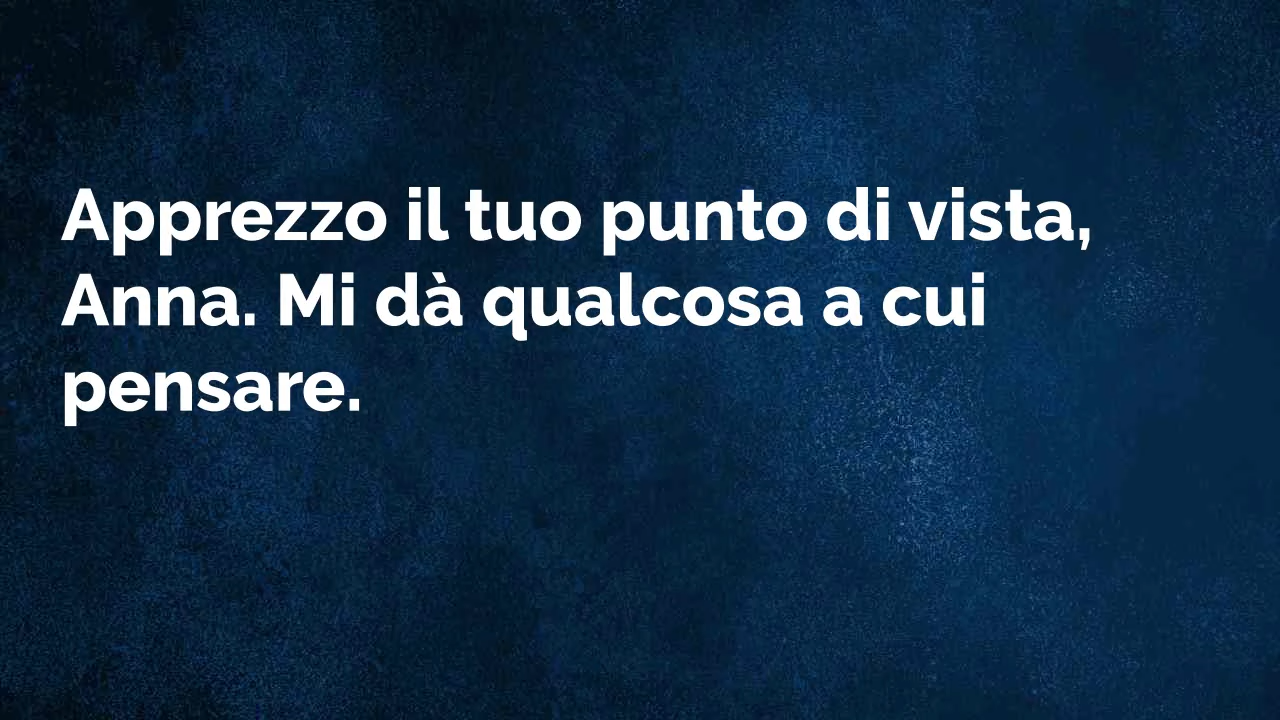 Apprezzo il tuo punto di vista,
Anna. Mi dà qualcosa a cui
pensare.